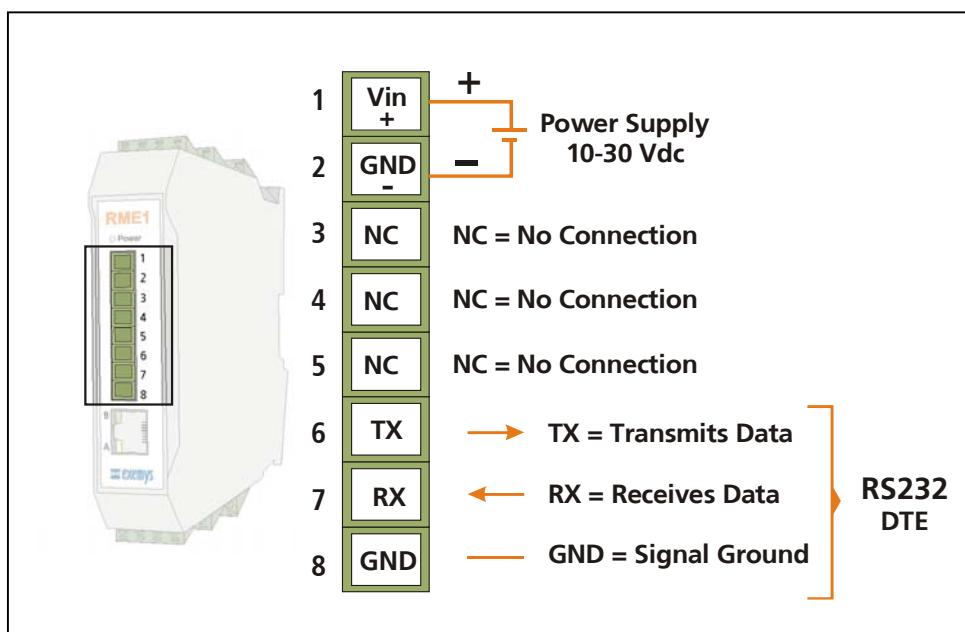 RME1
Power
1
2
3
4
5
6
7
8
B
A
exemys
1
Vin
+
+
Power Supply
10-30 Vdc
2
GND
-
–
3
NC
NC = No Connection
4
NC
NC = No Connection
5
NC
NC = No Connection
6
TX
TX = Transmits Data
7
RX
RX = Receives Data
8
GND
GND = Signal Ground
RS232
DTE